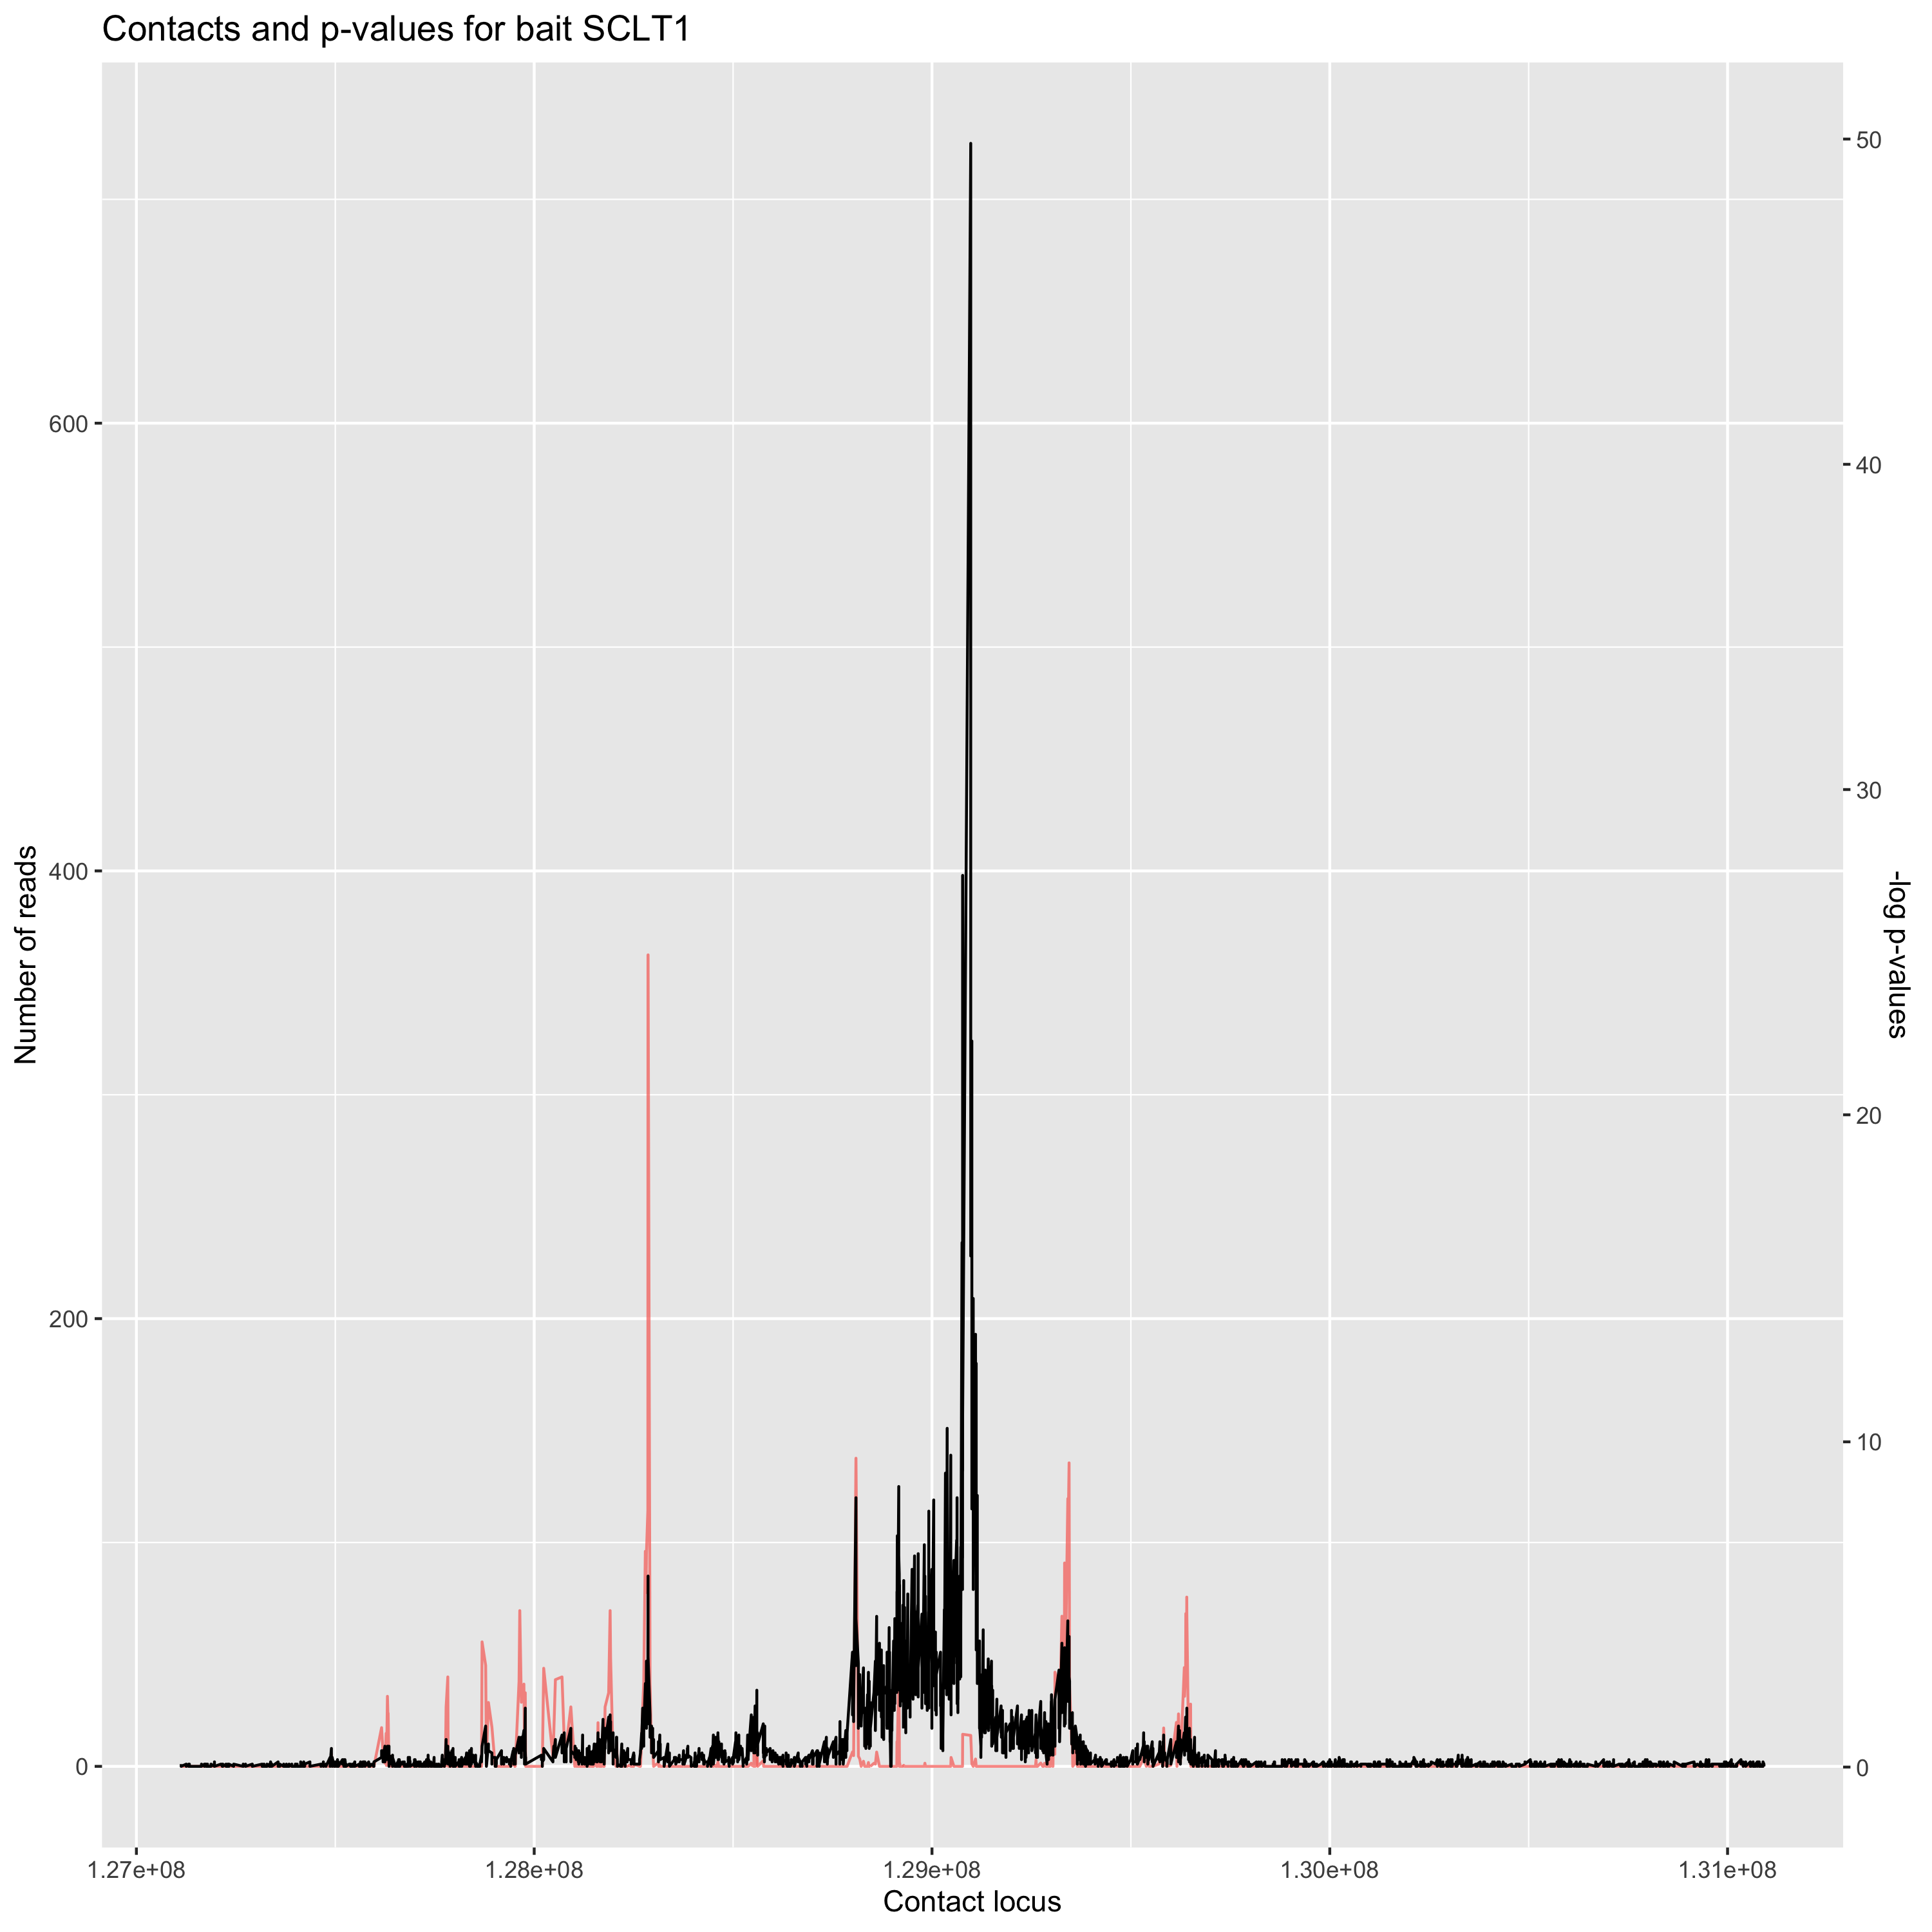 Contacts and p-values for bait SCLT1
Number of reads
600
400
200
0
50
40
30
20
10
0
-log p-values
1.27e+08 1.28e+08 1.29e+08 1.30e+08 1.31e+08
Contact locus